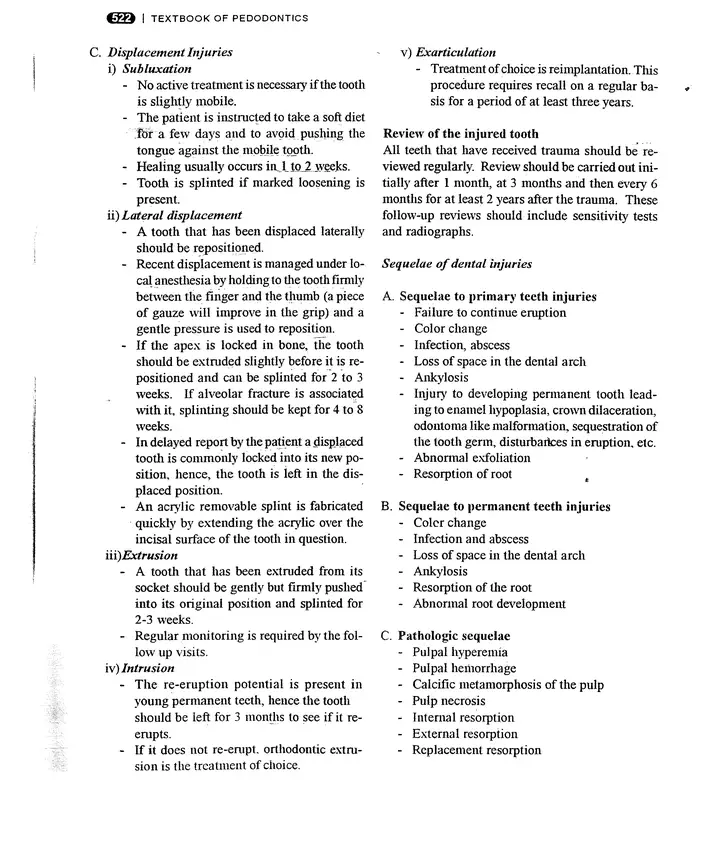 522 | TEXTBOOK OF PEDODONTICS
C. Displacement Injuries
i) Subluxation
- No active treatment is necessary if the tooth
is slightly mobile.
- The patient is instructed to take a soft diet
for a few days and to avoid pushing the
tongue against the mobile tooth.
- Healing usually occurs in 1 to 2 weeks.
- Tooth is splinted if marked loosening is
present.
ii) Lateral displacement
- A tooth that has been displaced laterally
should be repositioned.
- Recent displacement is managed under lo-
cal anesthesia by holding to the tooth firmly
between the finger and the thumb (a piece
of gauze will improve in the grip) and a
gentle pressure is used to reposition.
- If the apex is locked in bone, the tooth
should be extruded slightly before it is re-
positioned and can be splinted for 2 to 3
weeks. If alveolar fracture is associated
with it, splinting should be kept for 4 to 8
weeks.
- In delayed report by the patient a displaced
tooth is commonly locked into its new po-
sition, hence, the tooth is left in the dis-
placed position.
- An acrylic removable splint is fabricated
quickly by extending the acrylic over the
incisal surface of the tooth in question.
iii)Extrusion
- A tooth that has been extruded from its
socket should be gently but firmly pushed
into its original position and splinted for
2-3 weeks.
- Regular monitoring is required by the fol-
low up visits.
iv) Intrusion
- The re-eruption potential is present in
young permanent teeth, hence the tooth
should be left for 3 months to see if it re-
erupts.
- If it does not re-erupt, orthodontic extru-
sion is the treatment of choice.
v) Exarticulation
- Treatment of choice is reimplantation. This
procedure requires recall on a regular ba-
sis for a period of at least three years.
Review of the injured tooth
All teeth that have received trauma should be re-
viewed regularly. Review should be carried out ini-
tially after 1 month, at 3 months and then every 6
months for at least 2 years after the trauma. These
follow-up reviews should include sensitivity tests
and radiographs.
Sequelae of dental injuries
A. Sequelae to primary teeth injuries
- Failure to continue eruption
- Color change
- Infection, abscess
- Loss of space in the dental arch
- Ankylosis
- Injury to developing permanent tooth lead-
ing to enamel hypoplasia, crown dilaceration,
odontoma like malformation, sequestration of
the tooth germ, disturbances in eruption, etc.
- Abnormal exfoliation
- Resorption of root
B. Sequelae to permanent teeth injuries
- Color change
- Infection and abscess
- Loss of space in the dental arch
- Ankylosis
- Resorption of the root
- Abnormal root development
C. Pathologic sequelae
- Pulpal hyperemia
- Pulpal hemorrhage
- Calcific metamorphosis of the pulp
- Pulp necrosis
- Internal resorption
- External resorption
- Replacement resorption